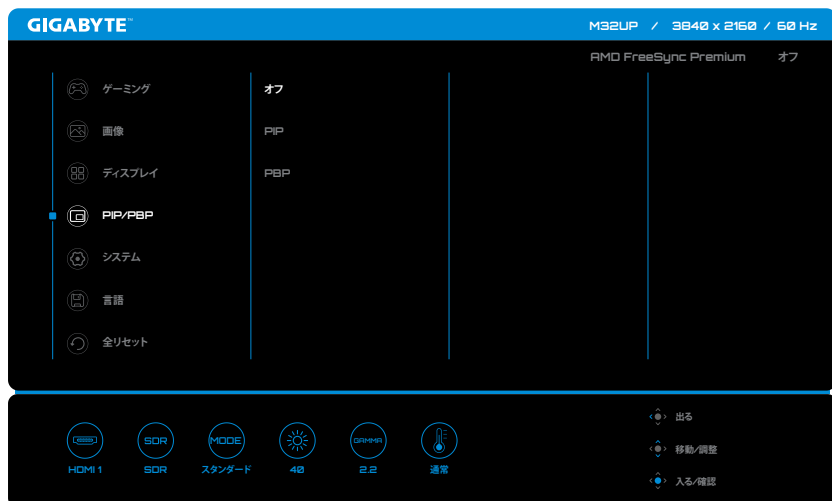 GIGABYTE™
M32UP / 3840 x 2160 / 60 Hz
AMD FreeSync Premium オフ
ゲーミング
オフ
画像
PIP
ディスプレイ
PBP
PIP/PBP
システム
言語
全リセット
出る
SDR
MODE
GAMMA
移動/調整
HDMI 1
SDR
スタンダード
40
2.2
通常
入る/確認